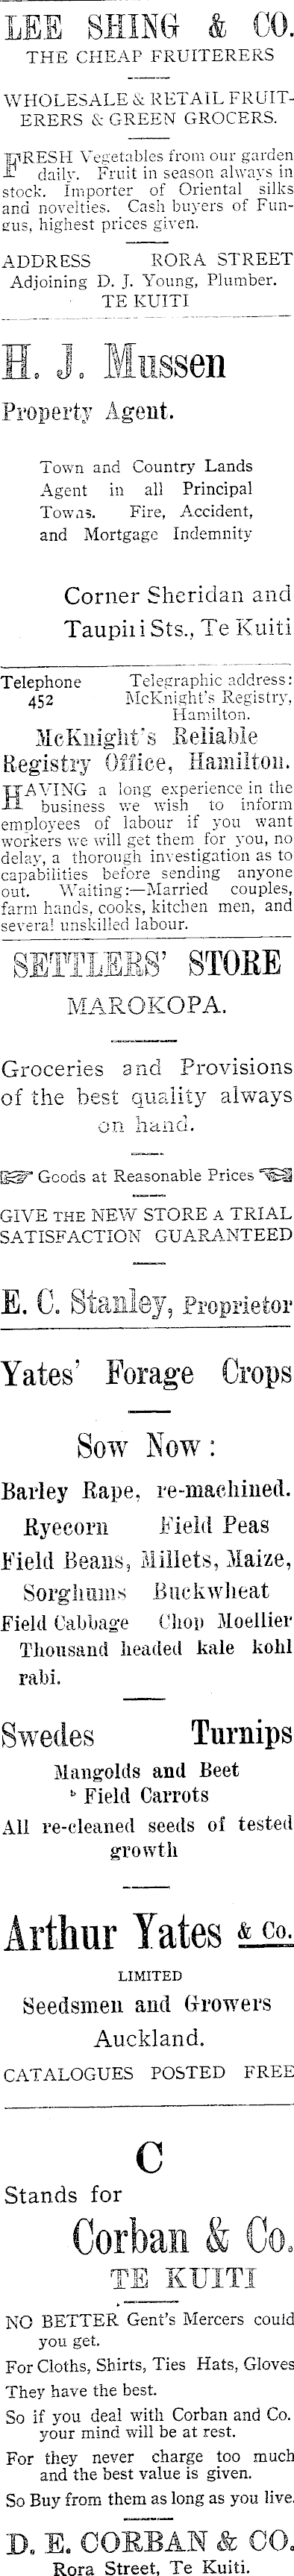 LEE SHING & CO.
THE CHEAP FRUITERERS
WHOLESALE & RETAIL FRUIT-
ERERS & GREEN GROCERS.
FRESH Vegetables from our garden
daily. Fruit in season always in
stock. Importer of Oriental silks
and novelties. Cash buyers of Fun-
gus, highest prices given.
ADDRESS RORA STREET
Adjoining D. J. Young, Plumber.
TE KUITI
H. J. Mussen
Property Agent.
Town and Country Lands
Agent in all Principal
Towns. Fire, Accident,
and Mortgage Indemnity
Corner Sheridan and
Taupiri Sts., Te Kuiti
Telephone Telegraphic address:
452 McKnight's Registry,
Hamilton.
McKnight's Reliable
Registry Office, Hamilton.
HAVING a long experience in the
business we wish to inform
employees of labour if you want
workers we will get them for you, no
delay, a thorough investigation as to
capabilities before sending anyone
out. Waiting:—Married couples,
farm hands, cooks, kitchen men, and
several unskilled labour.
SETTLERS' STORE
MAROKOPA.
Groceries and Provisions
of the best quality always
on hand.
☞ Goods at Reasonable Prices ☜
GIVE THE NEW STORE A TRIAL
SATISFACTION GUARANTEED
E. C. Stanley, Proprietor
Yates' Forage Crops
Sow Now:
Barley Rape, re-machined.
Ryecorn Field Peas
Field Beans, Millets, Maize,
Sorghums Buckwheat
Field Cabbage Chop Moellier
Thousand headed kale kohl
rabi.
Swedes Turnips
Mangolds and Beet
Field Carrots
All re-cleaned seeds of tested
growth
Arthur Yates & Co.
LIMITED
Seedsmen and Growers
Auckland.
CATALOGUES POSTED FREE
C
Stands for
Corban & Co.
TE KUITI
NO BETTER Gent's Mercers could
you get.
For Cloths, Shirts, Ties Hats, Gloves
They have the best.
So if you deal with Corban and Co.
your mind will be at rest.
For they never charge too much
and the best value is given.
So Buy from them as long as you live.
D. E. CORBAN & CO.
Rora Street, Te Kuiti.